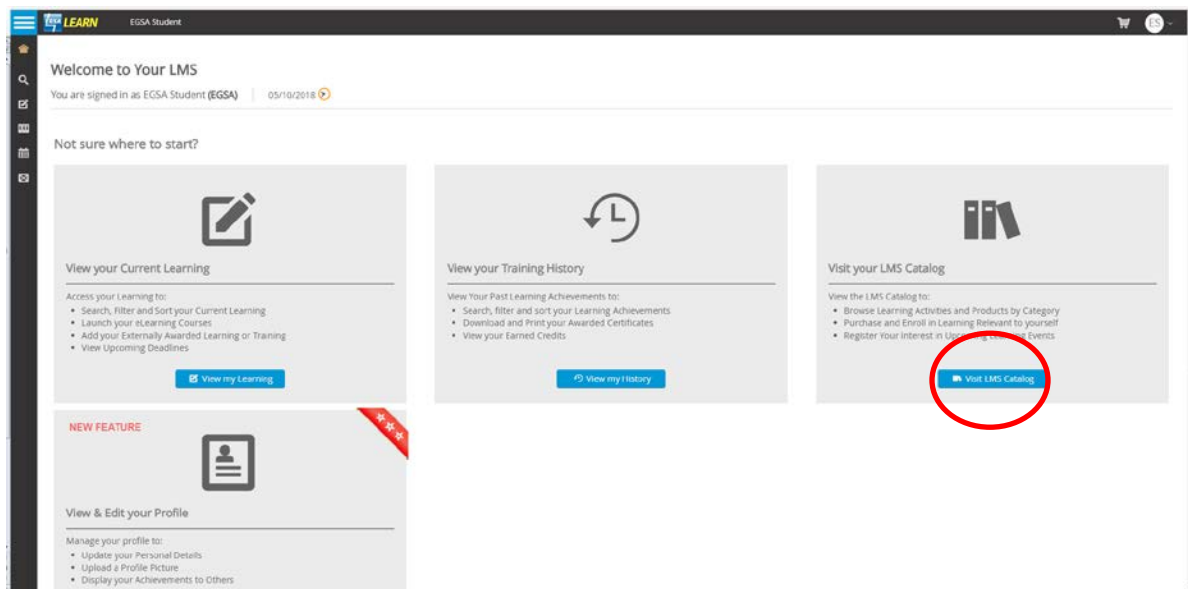 EGSA LEARN EGSA Student ES
Welcome to Your LMS
You are signed in as EGSA Student (EGSA) 05/10/2018
Not sure where to start?
View your Current Learning
Access your Learning to:
• Search, Filter and Sort your Current Learning
• Launch your eLearning Courses
• Add your Externally Awarded Learning or Training
• View Upcoming Deadlines
View my Learning
View your Training History
View Your Past Learning Achievements to:
• Search, filter and sort your Learning Achievements
• Download and Print your Awarded Certificates
• View your Earned Credits
View my History
Visit your LMS Catalog
View the LMS Catalog to:
• Browse Learning Activities and Products by Category
• Purchase and Enroll in Learning Relevant to yourself
• Register Your Interest in Upcoming Learning Events
Visit LMS Catalog
NEW FEATURE
View & Edit your Profile
Manage your profile to:
• Update your Personal Details
• Upload a Profile Picture
• Display your Achievements to Others